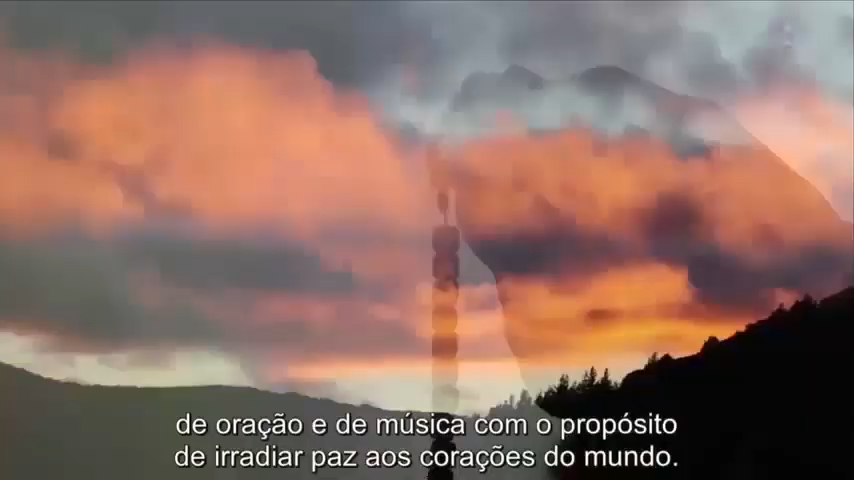 de oração e de música com o propósito
de irradiar paz aos corações do mundo.